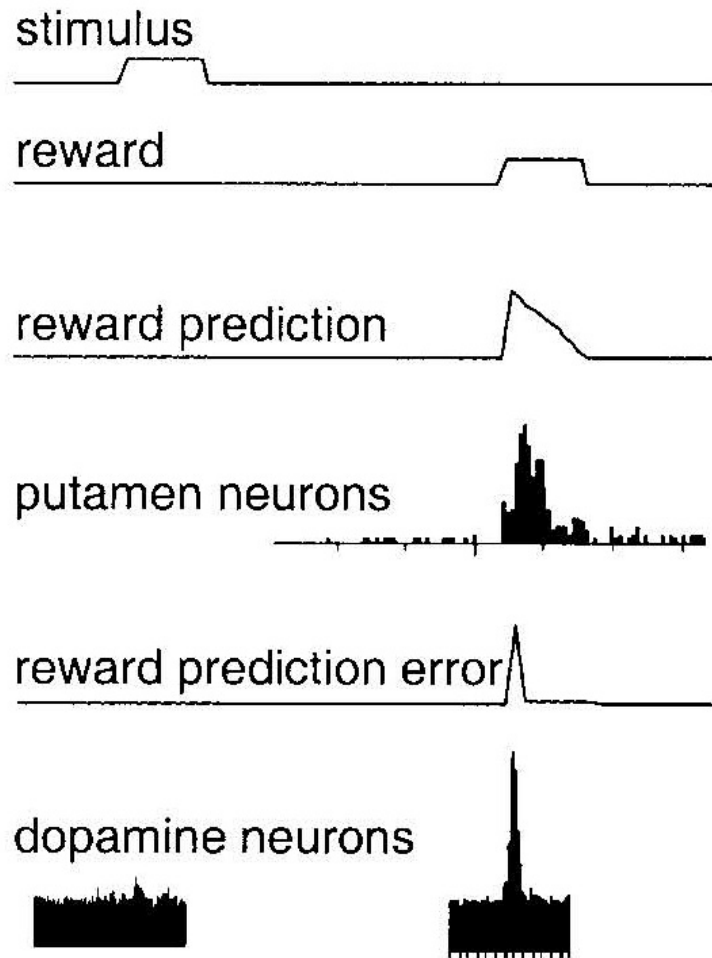 stimulus
reward
reward prediction
putamen neurons
reward prediction error
dopamine neurons